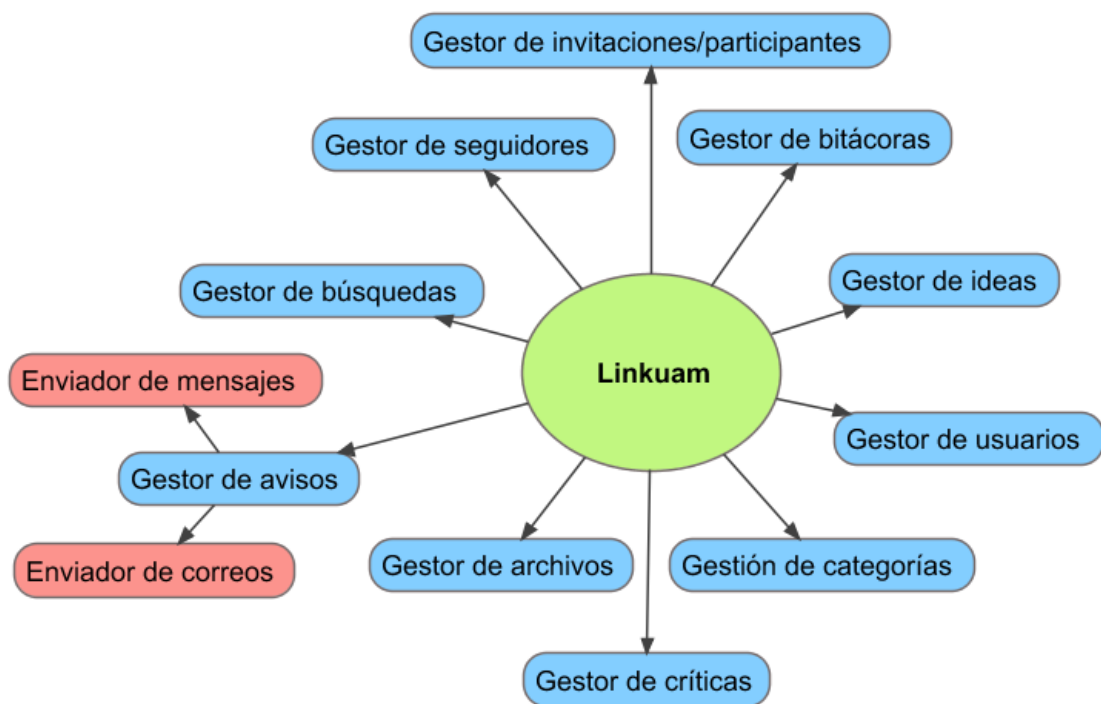 Gestor de invitaciones/participantes
Gestor de seguidores
Gestor de bitácoras
Gestor de búsquedas
Gestor de ideas
Linkuam
Enviador de mensajes
Gestor de usuarios
Gestor de avisos
Gestor de archivos
Gestión de categorías
Enviador de correos
Gestor de críticas